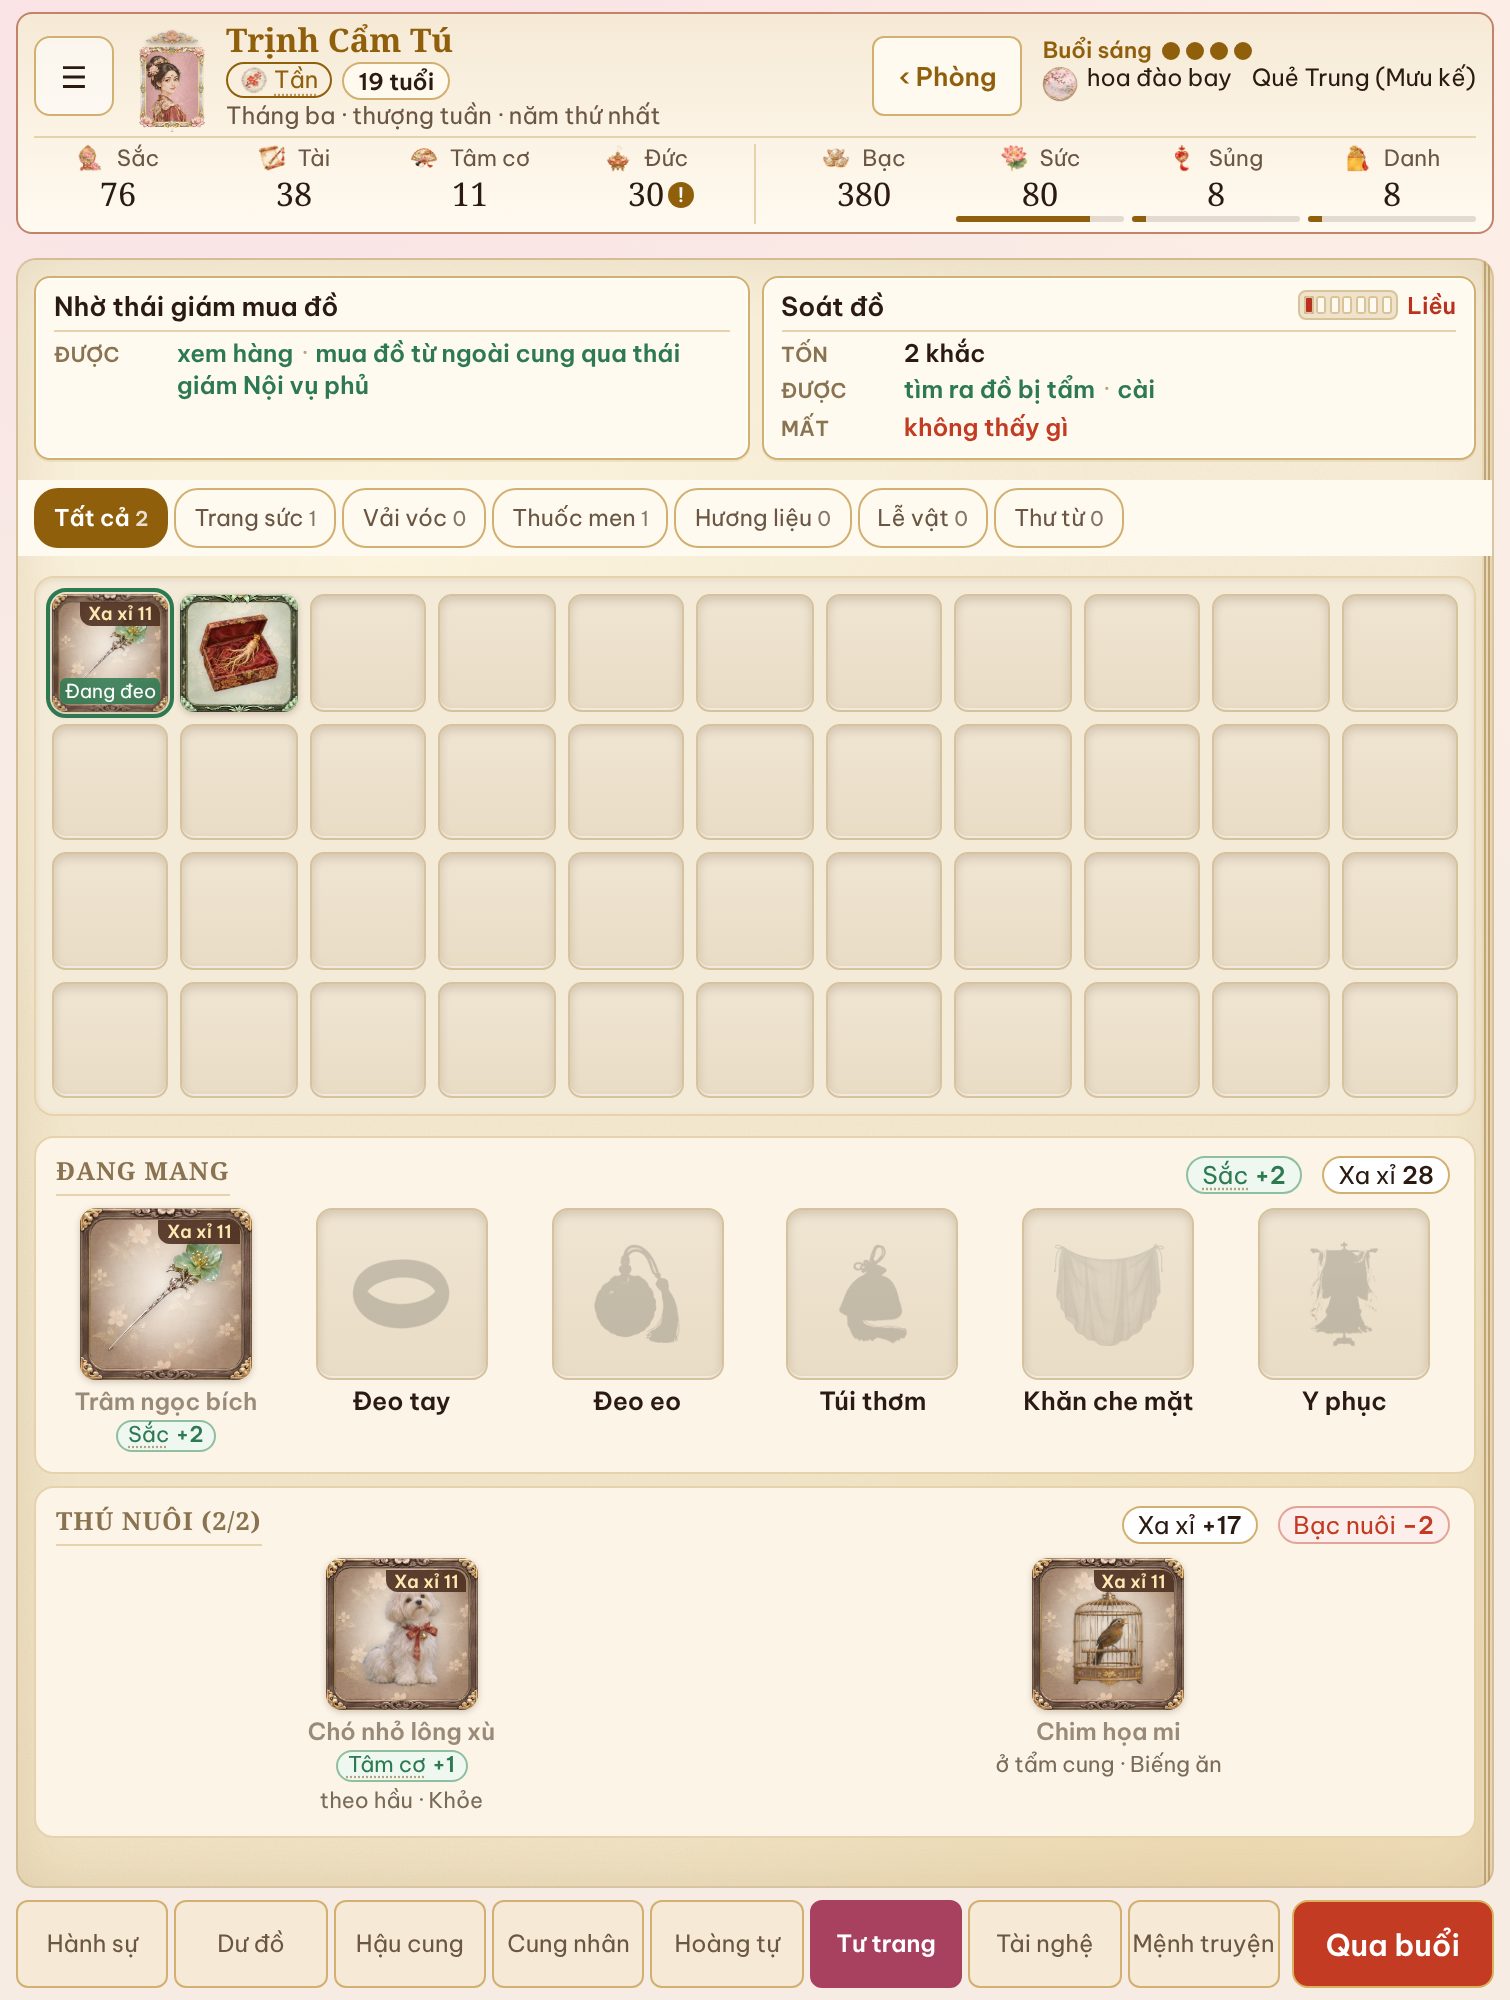 ☰
Trịnh Cẩm Tú
Tần 19 tuổi
Tháng ba · thượng tuần · năm thứ nhất
‹ Phòng
Buổi sáng
hoa đào bay Quẻ Trung (Mưu kế)
Sắc Tài Tâm cơ Đức Bạc Sức Sủng Danh
76 38 11 30 ! 380 80 8 8
Nhờ thái giám mua đồ
ĐƯỢC xem hàng · mua đồ từ ngoài cung qua thái
giám Nội vụ phủ
Soát đồ Liều
TỐN 2 khắc
ĐƯỢC tìm ra đồ bị tẩm · cài
MẤT không thấy gì
Tất cả 2 Trang sức 1 Vải vóc 0 Thuốc men 1 Hương liệu 0 Lễ vật 0 Thư từ 0
Xa xỉ 11
Đang đeo
ĐANG MANG Sắc +2 Xa xỉ 28
Xa xỉ 11
Trâm ngọc bích Đeo tay Đeo eo Túi thơm Khăn che mặt Y phục
Sắc +2
THÚ NUÔI (2/2) Xa xỉ +17 Bạc nuôi −2
Xa xỉ 11 Xa xỉ 11
Chó nhỏ lông xù Chim họa mi
Tâm cơ +1 ở tẩm cung · Biếng ăn
theo hầu · Khỏe
Hành sự Dư đồ Hậu cung Cung nhân Hoàng tự Tư trang Tài nghệ Mệnh truyện Qua buổi